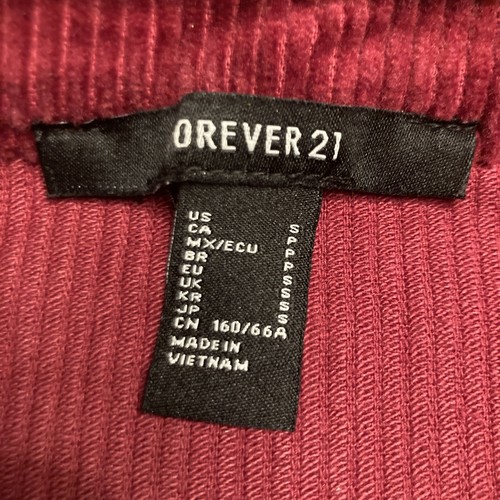 OREVER 21
US S
CA P
MX/ECU P
BR P
EU S
UK S
KR S
JP S
CN 160/66A
MADE IN
VIETNAM